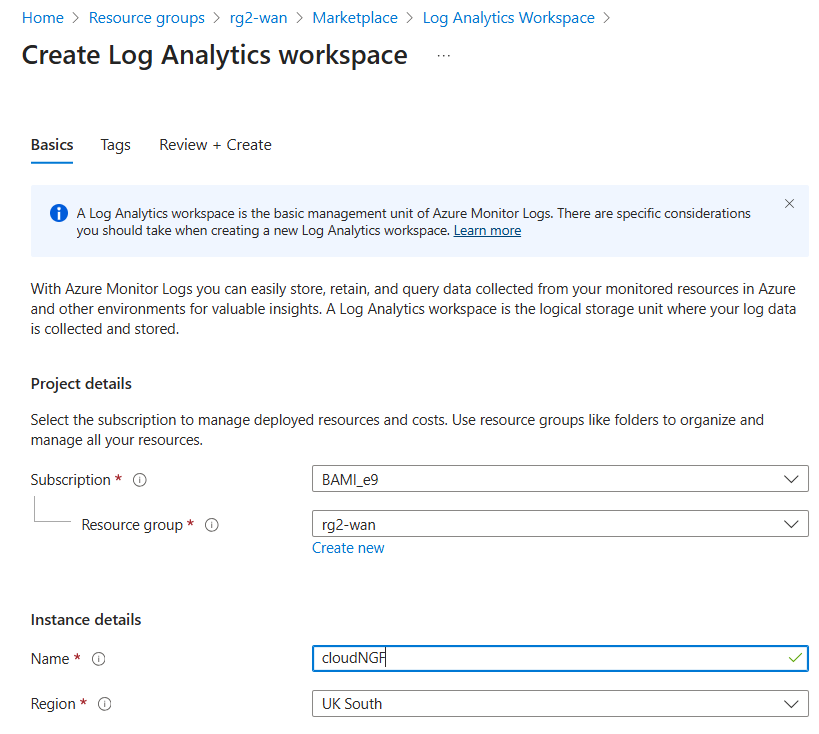 Home > Resource groups > rg2-wan > Marketplace > Log Analytics Workspace >
Create Log Analytics workspace ...
Basics Tags Review + Create
A Log Analytics workspace is the basic management unit of Azure Monitor Logs. There are specific considerations
you should take when creating a new Log Analytics workspace. Learn more
With Azure Monitor Logs you can easily store, retain, and query data collected from your monitored resources in Azure
and other environments for valuable insights. A Log Analytics workspace is the logical storage unit where your log data
is collected and stored.
Project details
Select the subscription to manage deployed resources and costs. Use resource groups like folders to organize and
manage all your resources.
Subscription * BAMI_e9
Resource group * rg2-wan
Create new
Instance details
Name * cloudNGF
Region * UK South